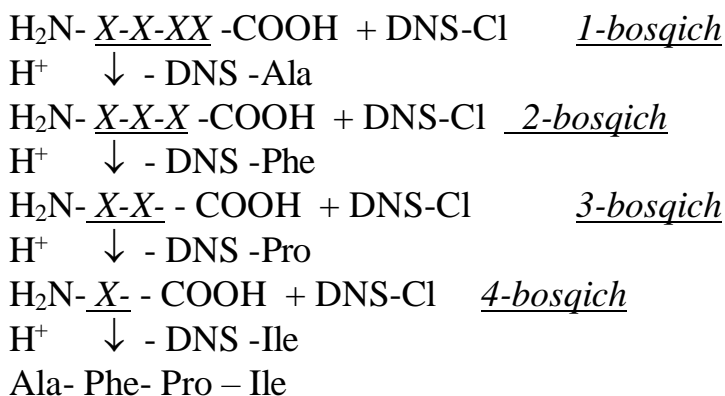 H₂N- X-X-XX -COOH + DNS-Cl 1-bosqich
H⁺ ↓ - DNS -Ala
H₂N- X-X-X -COOH + DNS-Cl 2-bosqich
H⁺ ↓ - DNS -Phe
H₂N- X-X- - COOH + DNS-Cl 3-bosqich
H⁺ ↓ - DNS -Pro
H₂N- X- - COOH + DNS-Cl 4-bosqich
H⁺ ↓ - DNS -Ile
Ala- Phe- Pro – Ile